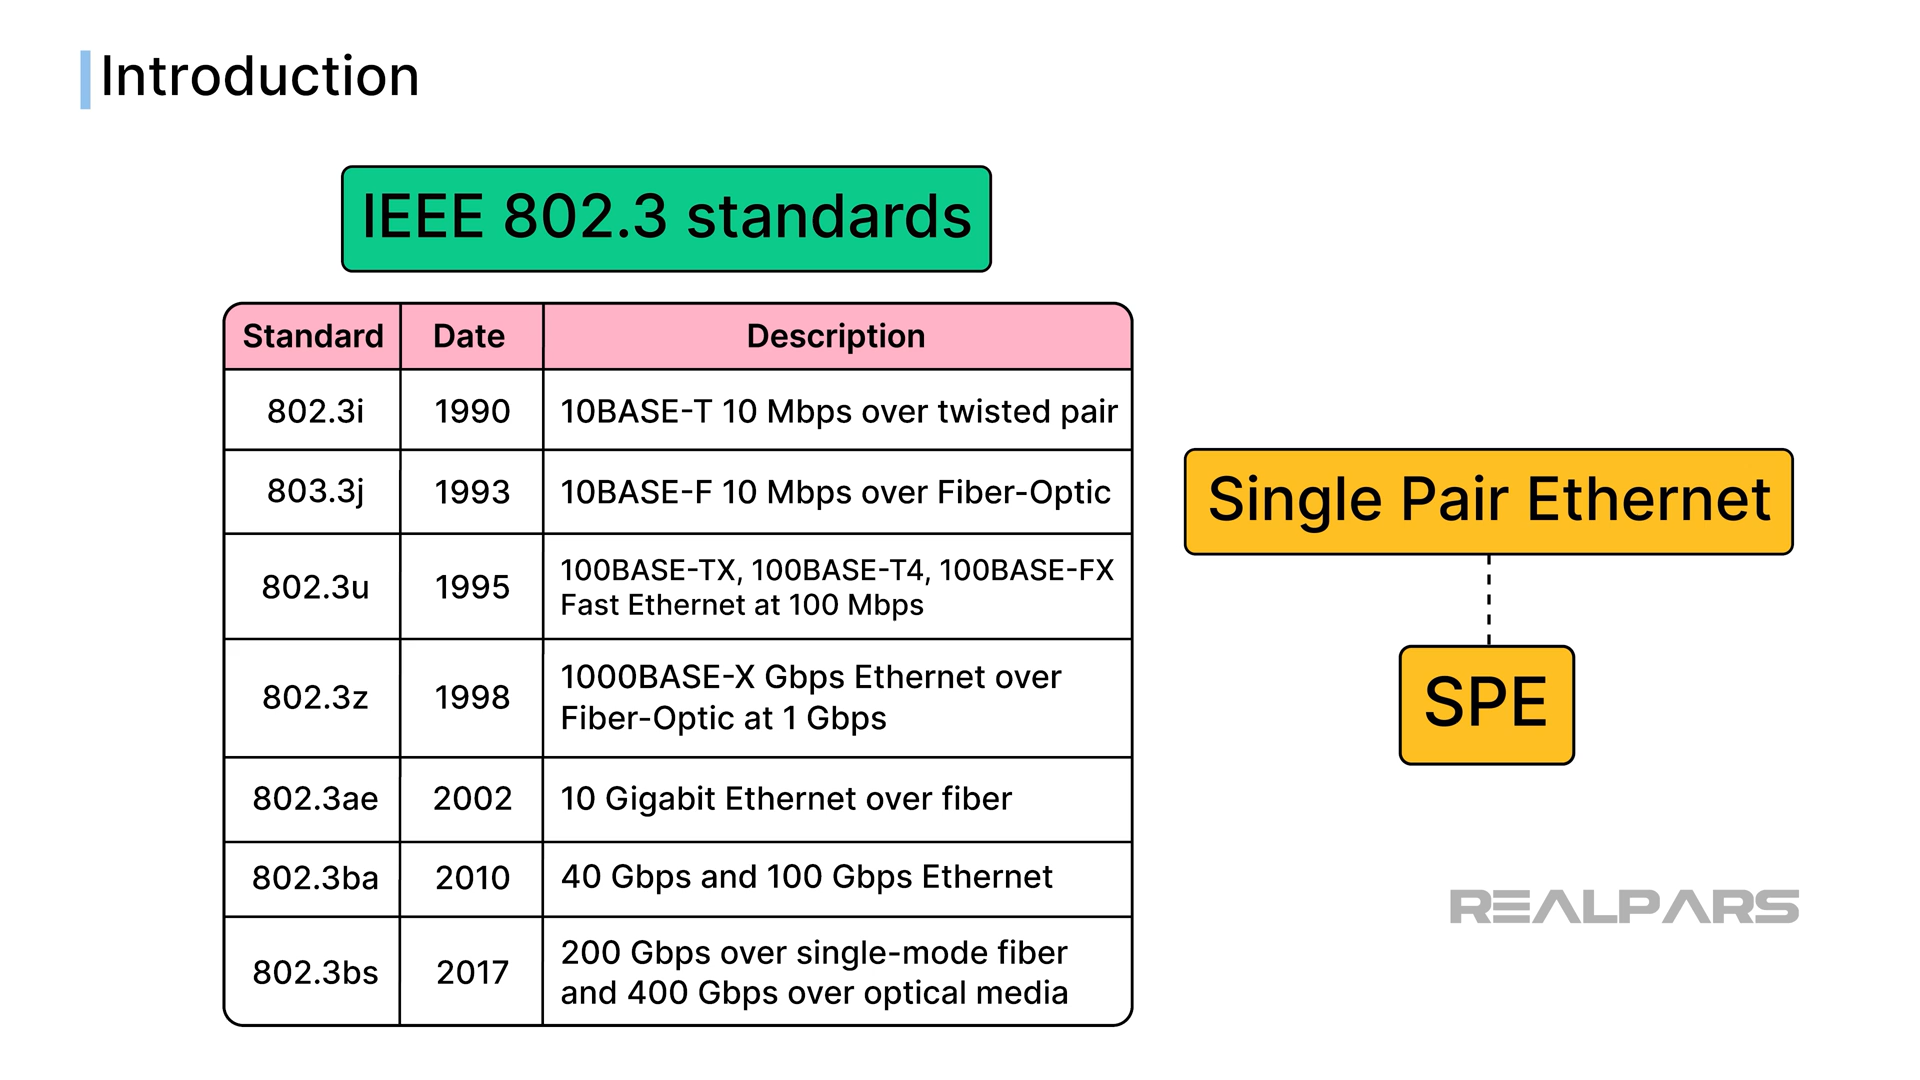 Introduction
IEEE 802.3 standards
Standard Date Description
802.3i 1990 10BASE-T 10 Mbps over twisted pair
803.3j 1993 10BASE-F 10 Mbps over Fiber-Optic
802.3u 1995 100BASE-TX, 100BASE-T4, 100BASE-FX
Fast Ethernet at 100 Mbps
802.3z 1998 1000BASE-X Gbps Ethernet over
Fiber-Optic at 1 Gbps
802.3ae 2002 10 Gigabit Ethernet over fiber
802.3ba 2010 40 Gbps and 100 Gbps Ethernet
802.3bs 2017 200 Gbps over single-mode fiber
and 400 Gbps over optical media
Single Pair Ethernet
SPE
REALPARS